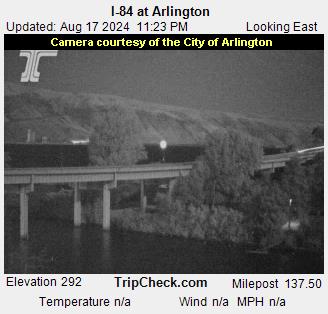 I-84 at Arlington
Updated: Aug 17 2024 11:23 PM Looking East
Camera courtesy of the City of Arlington
Elevation 292 TripCheck.com Milepost 137.50
Temperature n/a Wind n/a MPH n/a